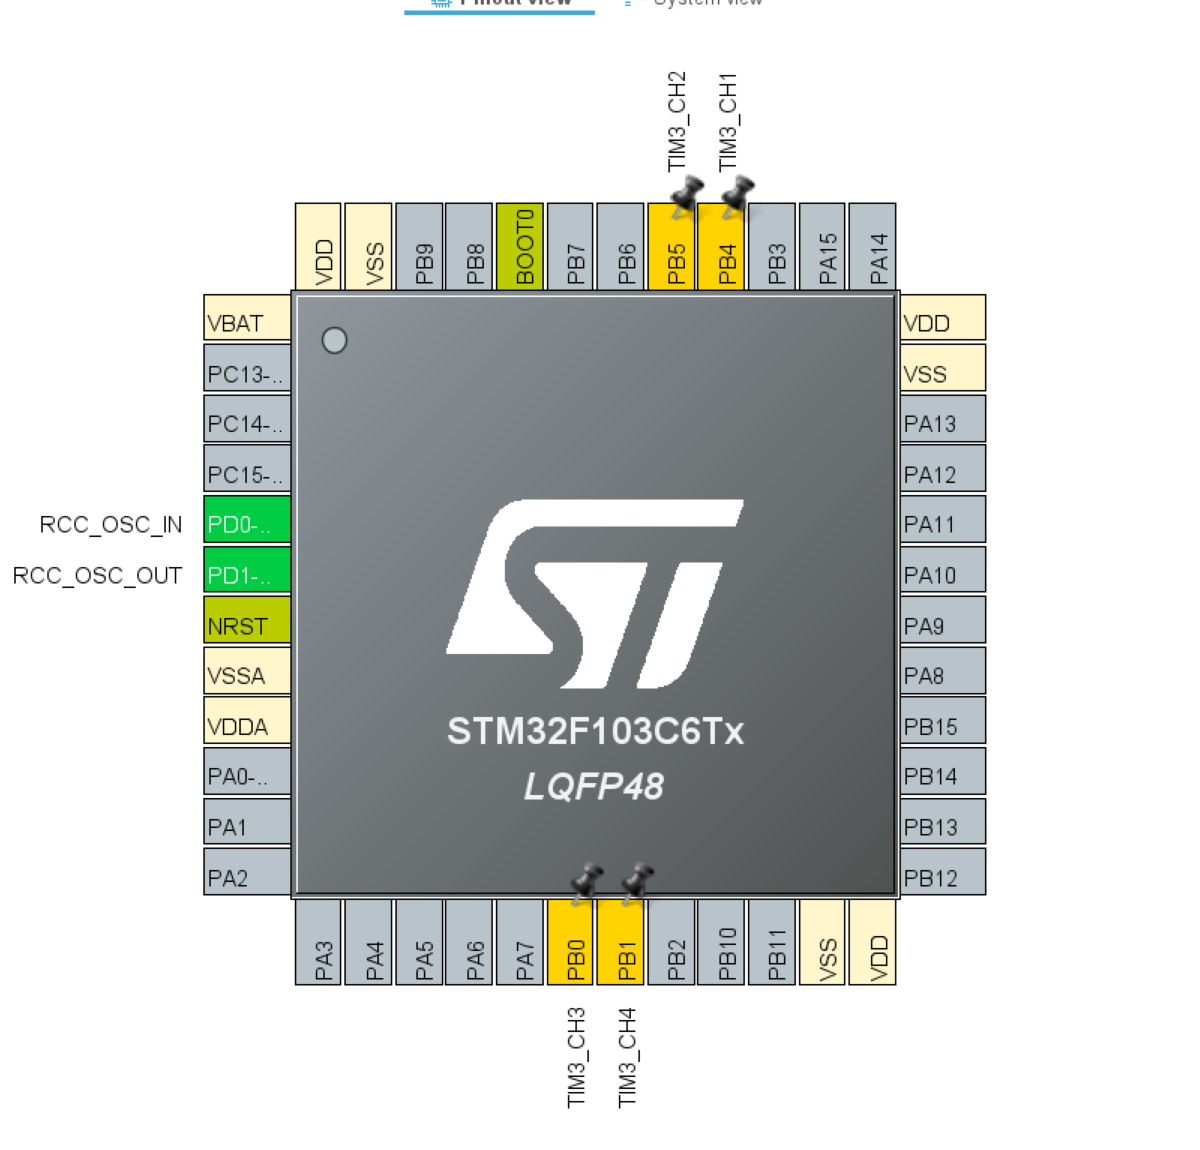 Pinout view
System view
TIM3_CH2
TIM3_CH1
VDD
VSS
PB9
PB8
BOOT0
PB7
PB6
PB5
PB4
PB3
PA15
PA14
VBAT
PC13-..
PC14-..
PC15-..
RCC_OSC_IN
PD0-..
RCC_OSC_OUT
PD1-..
NRST
VSSA
VDDA
PA0-..
PA1
PA2
VDD
VSS
PA13
PA12
PA11
PA10
PA9
PA8
PB15
PB14
PB13
PB12
ST
STM32F103C6Tx
LQFP48
PA3
PA4
PA5
PA6
PA7
PB0
PB1
PB2
PB10
PB11
VSS
VDD
TIM3_CH3
TIM3_CH4